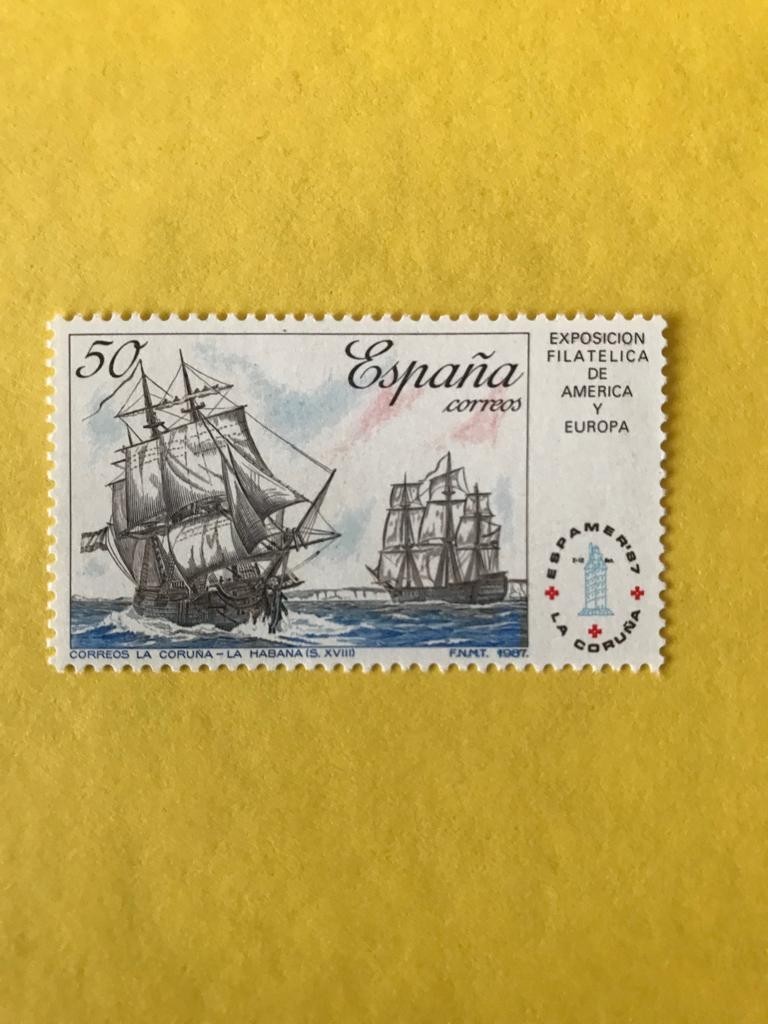 50
España
correos
EXPOSICION
FILATELICA
DE
AMERICA
Y
EUROPA
ESPAMER'87
LA CORUÑA
CORREOS LA CORUÑA - LA HABANA (S. XVIII)
F.N.M.T. 1987.